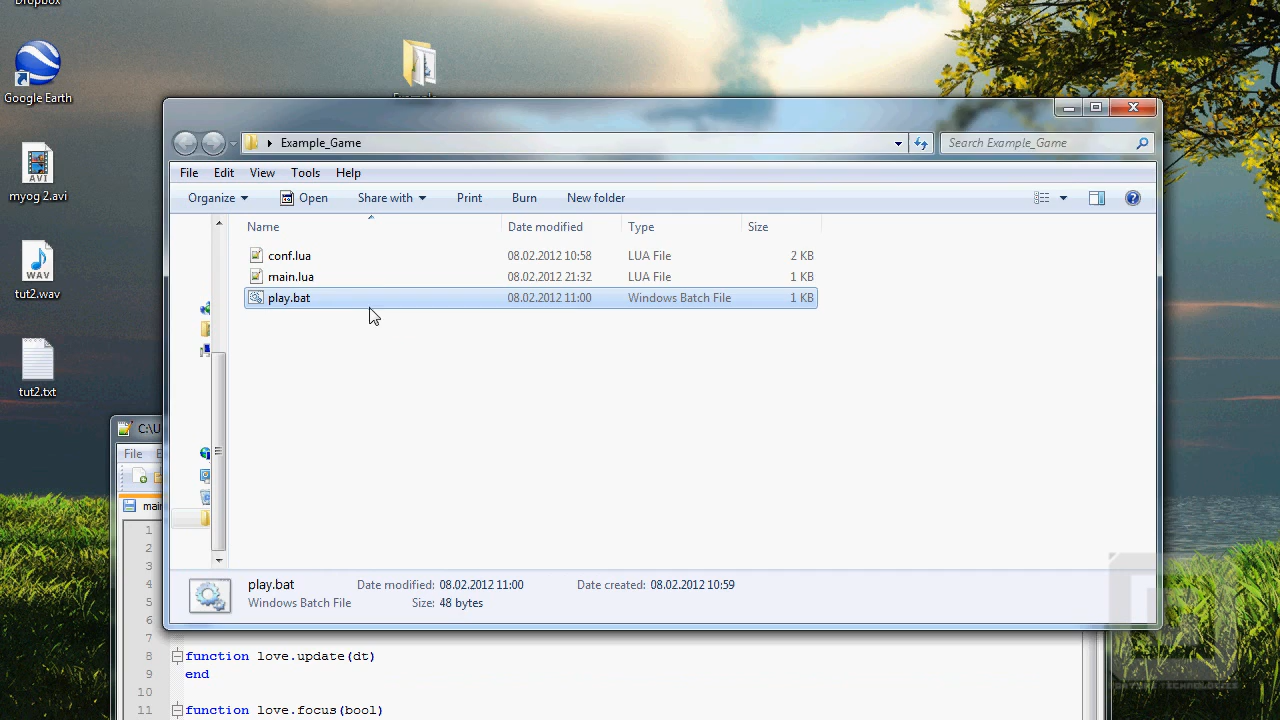 Dropbox
Google Earth
myog 2.avi
tut2.wav
tut2.txt
AVI
WAV
Example_Game
Search Example_Game
File Edit View Tools Help
Organize Open Share with Print Burn New folder
Name Date modified Type Size
conf.lua 08.02.2012 10:58 LUA File 2 KB
main.lua 08.02.2012 21:32 LUA File 1 KB
play.bat 08.02.2012 11:00 Windows Batch File 1 KB
play.bat Date modified: 08.02.2012 11:00 Date created: 08.02.2012 10:59
Windows Batch File Size: 48 bytes
C:\U
File E
mai
1
2
3
4
5
6
7
8 function love.update(dt)
9 end
10
11 function love.focus(bool)